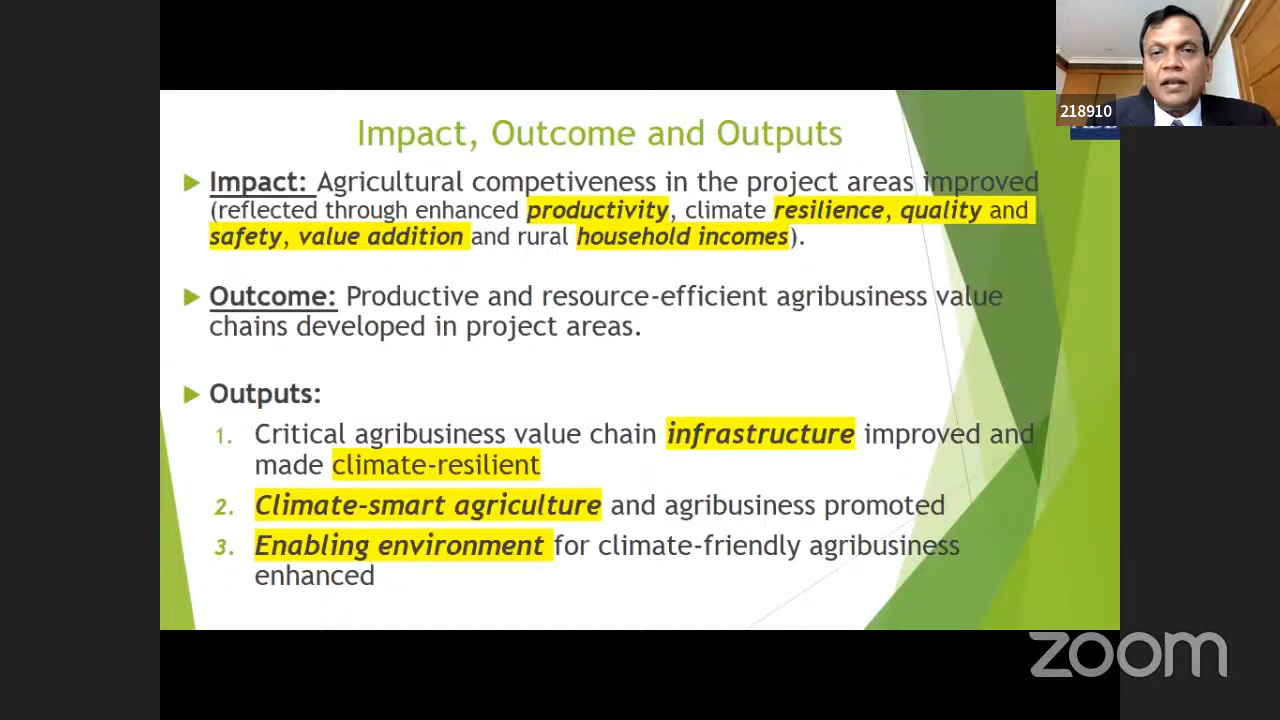 218910
Impact, Outcome and Outputs
Impact: Agricultural competiveness in the project areas improved
(reflected through enhanced productivity, climate resilience, quality and
safety, value addition and rural household incomes).
Outcome: Productive and resource-efficient agribusiness value
chains developed in project areas.
Outputs:
1. Critical agribusiness value chain infrastructure improved and
made climate-resilient
2. Climate-smart agriculture and agribusiness promoted
3. Enabling environment for climate-friendly agribusiness
enhanced
zoom